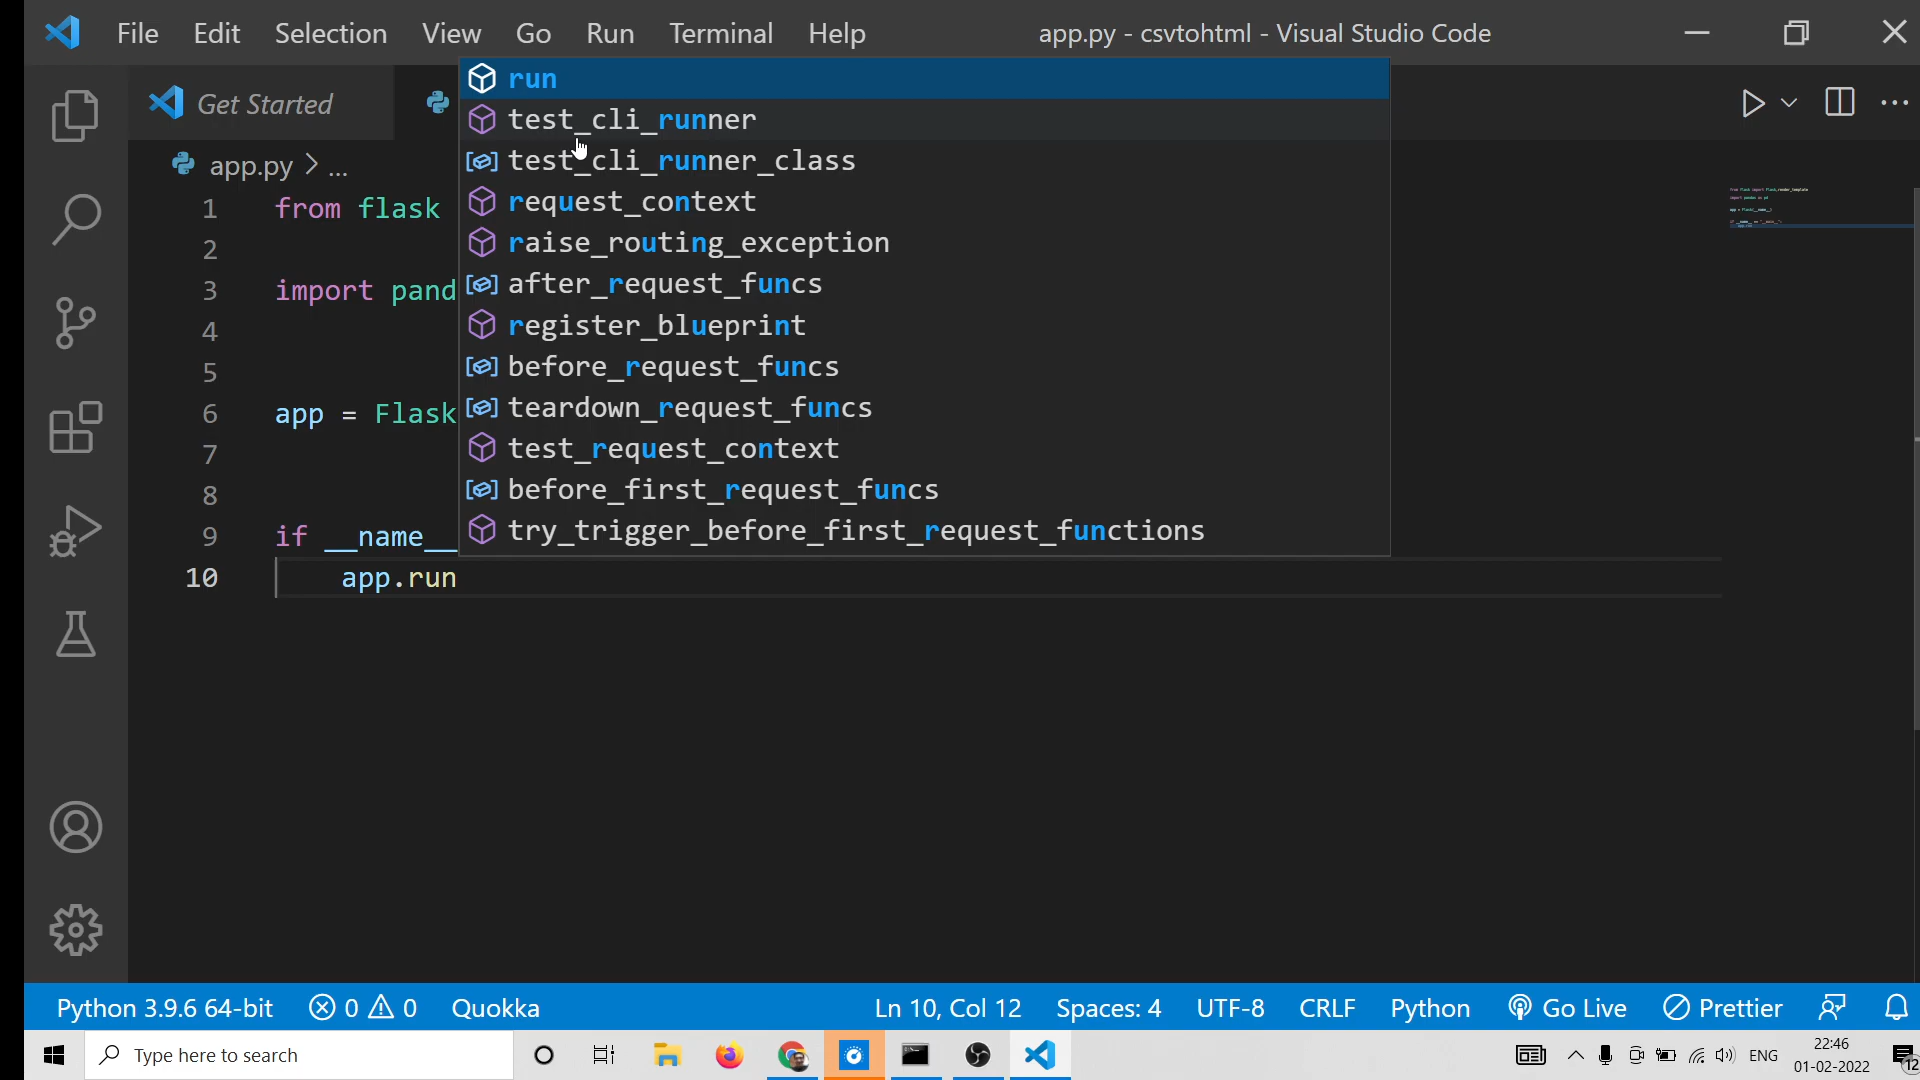 File Edit Selection View Go Run Terminal Help app.py - csvtohtml - Visual Studio Code
Get Started
app.py > ...
run
test_cli_runner
test_cli_runner_class
request_context
raise_routing_exception
after_request_funcs
register_blueprint
before_request_funcs
teardown_request_funcs
test_request_context
before_first_request_funcs
try_trigger_before_first_request_functions
1 from flask
2
3 import pand
4
5
6 app = Flask
7
8
9 if __name__
10 app.run
Python 3.9.6 64-bit 0 0 Quokka Ln 10, Col 12 Spaces: 4 UTF-8 CRLF Python Go Live Prettier
Type here to search ENG 22:46
01-02-2022 12